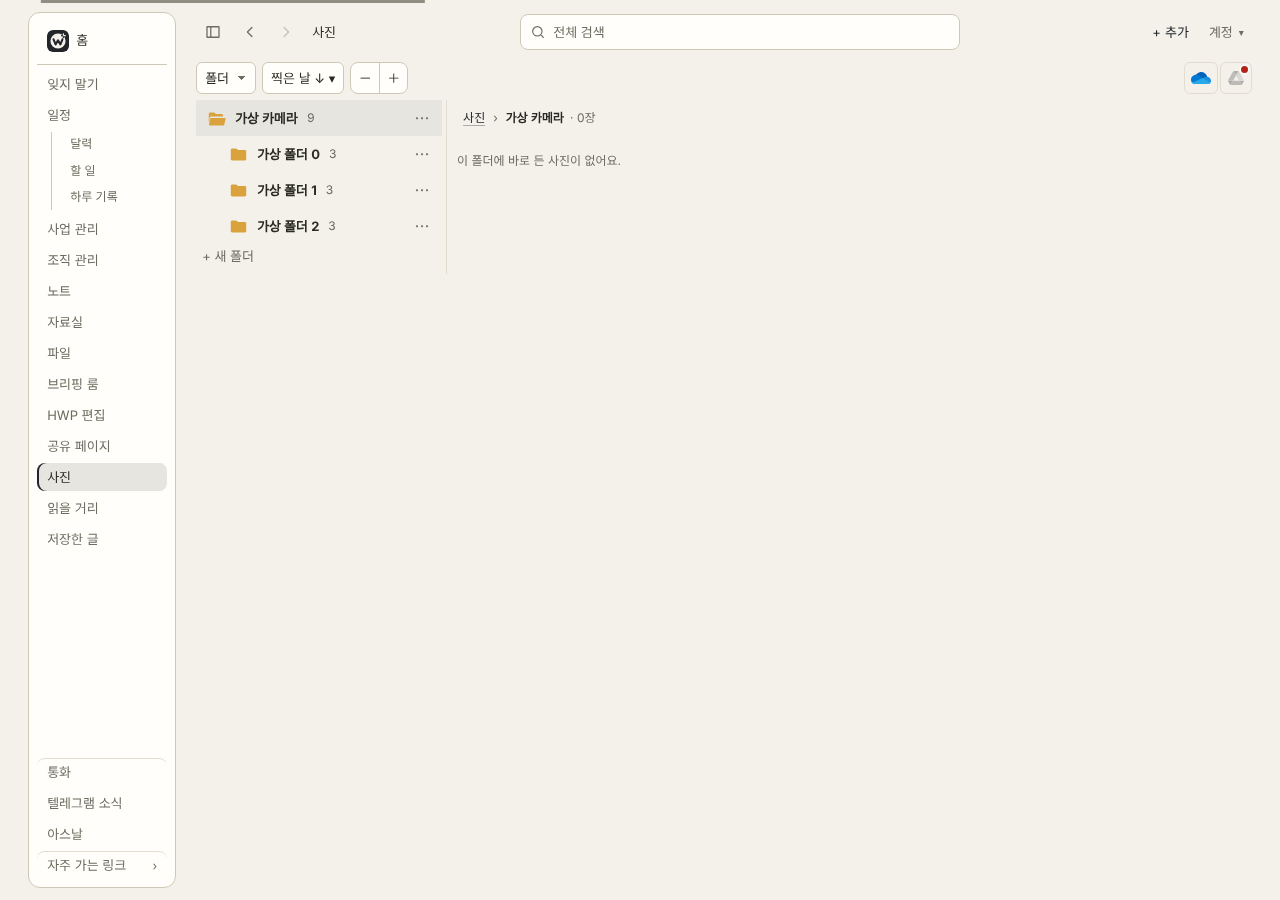 홈
잊지 말기
일정
달력
할 일
하루 기록
사업 관리
조직 관리
노트
자료실
파일
브리핑 룸
HWP 편집
공유 페이지
사진
읽을 거리
저장한 글
통화
텔레그램 소식
아스날
자주 가는 링크 ›
사진
전체 검색
+ 추가
계정 ▾
폴더
찍은 날 ↓ ▾
− +
가상 카메라 9 ···
가상 폴더 0 3 ···
가상 폴더 1 3 ···
가상 폴더 2 3 ···
+ 새 폴더
사진 › 가상 카메라 · 0장
이 폴더에 바로 든 사진이 없어요.